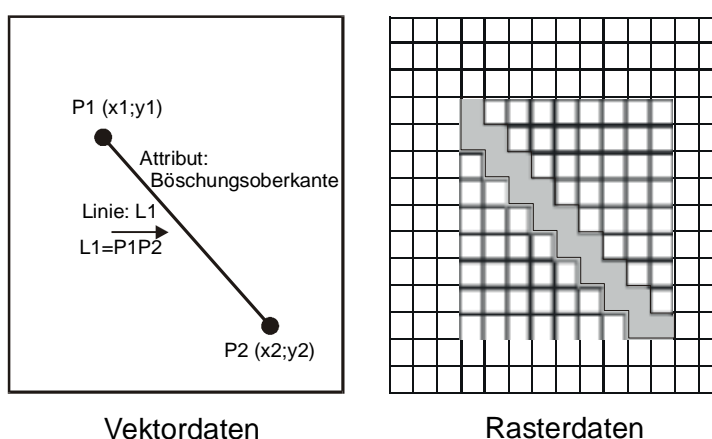 P1 (x1;y1)
Attribut:
Böschungsoberkante
Linie: L1
L1=P1P2
P2 (x2;y2)
Vektordaten
Rasterdaten